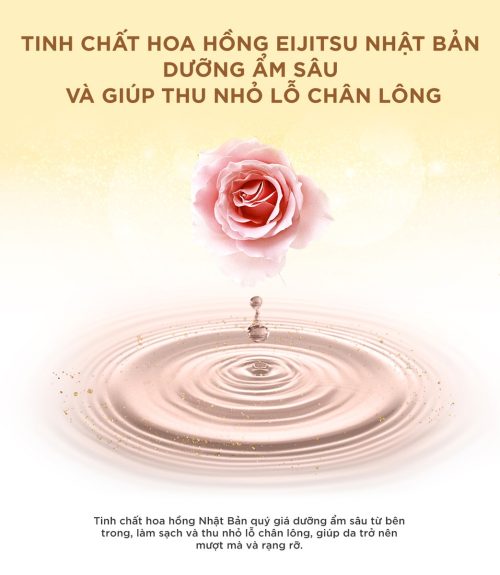 TINH CHẤT HOA HỒNG EIJITSU NHẬT BẢN
DƯỠNG ẨM SÂU
VÀ GIÚP THU NHỎ LỖ CHÂN LÔNG
Tinh chất hoa hồng Nhật Bản quý giá dưỡng ẩm sâu từ bên
trong, làm sạch và thu nhỏ lỗ chân lông, giúp da trở nên
mượt mà và rạng rỡ.